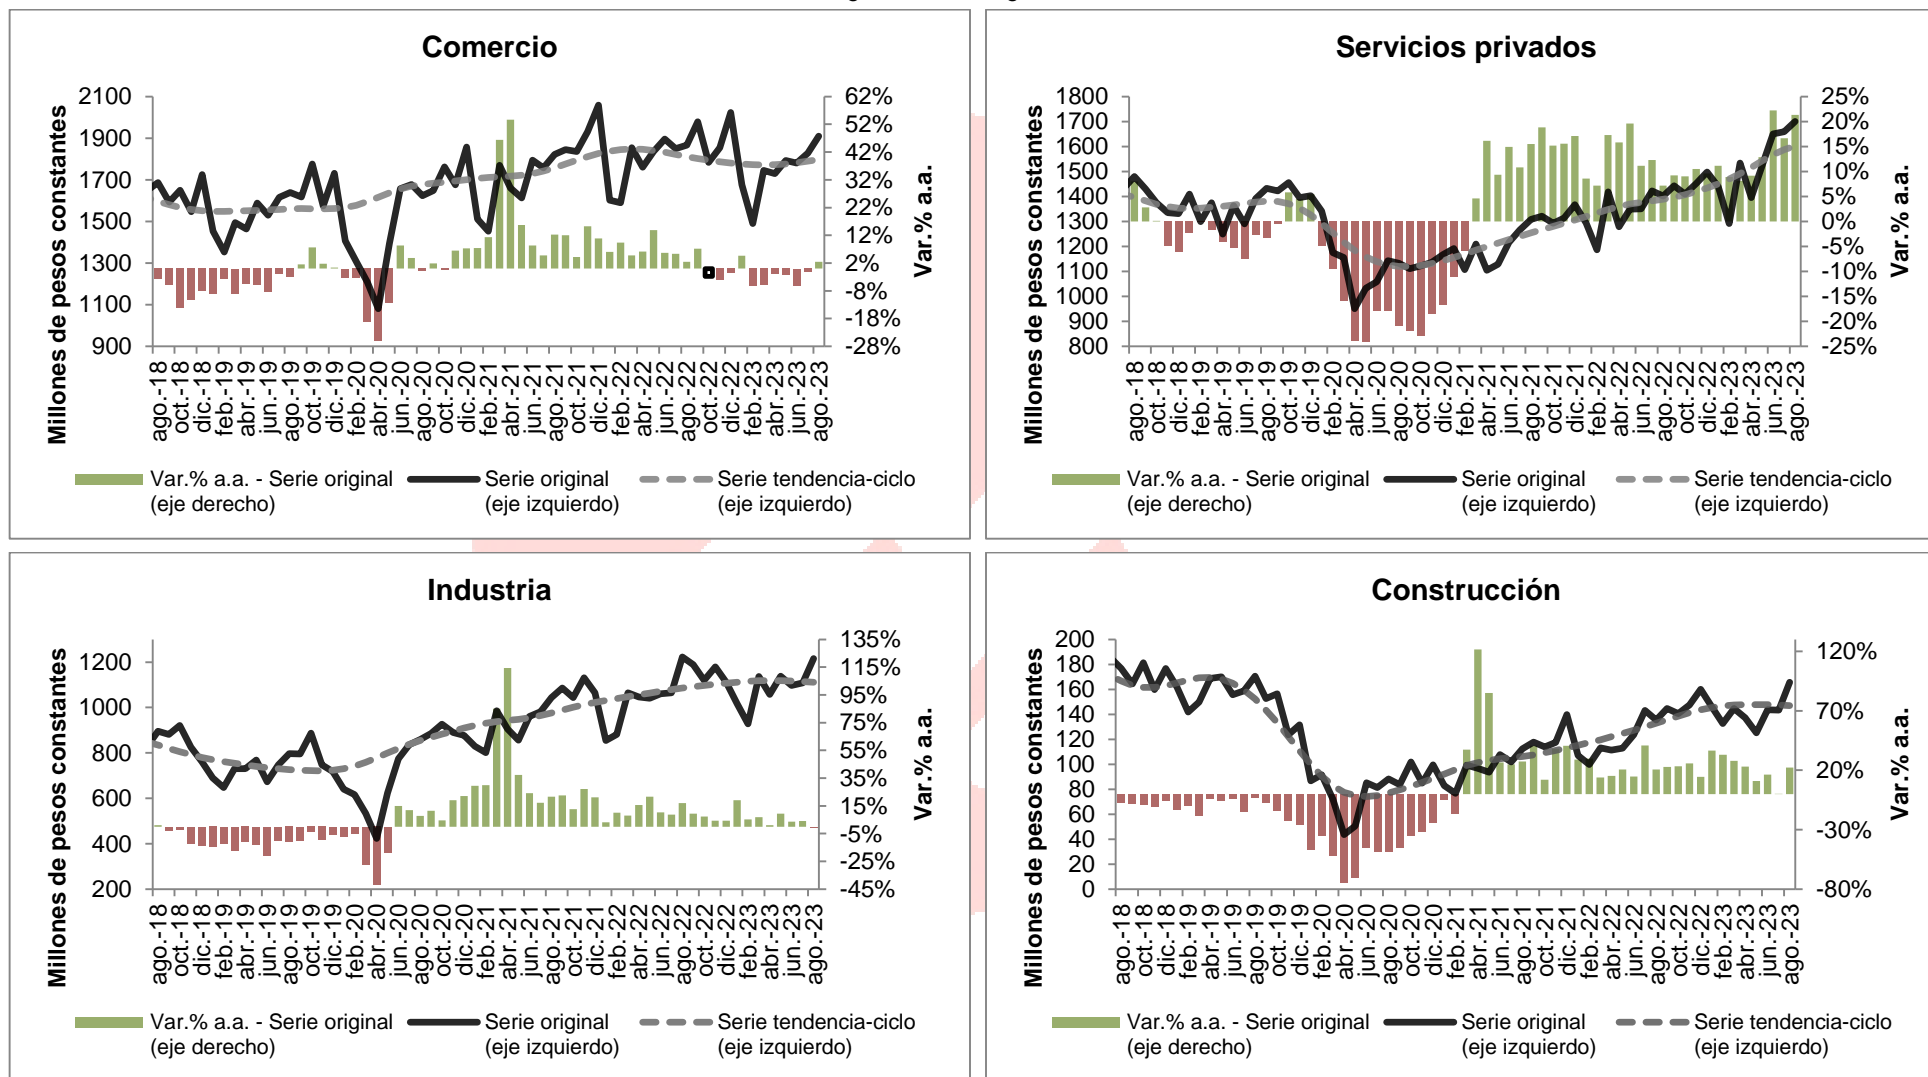 Comercio
Millones de pesos constantes
2100
1900
1700
1500
1300
1100
900
62%
52%
42%
32%
22%
12%
2%
-8%
-18%
-28%
Var.% a.a.
ago.-18
oct.-18
dic.-18
feb.-19
abr.-19
jun.-19
ago.-19
oct.-19
dic.-19
feb.-20
abr.-20
jun.-20
ago.-20
oct.-20
dic.-20
feb.-21
abr.-21
jun.-21
ago.-21
oct.-21
dic.-21
feb.-22
abr.-22
jun.-22
ago.-22
oct.-22
dic.-22
feb.-23
abr.-23
jun.-23
ago.-23
Var.% a.a. - Serie original
(eje derecho)
Serie original
(eje izquierdo)
Serie tendencia-ciclo
(eje izquierdo)
Servicios privados
Millones de pesos constantes
1800
1700
1600
1500
1400
1300
1200
1100
1000
900
800
25%
20%
15%
10%
5%
0%
-5%
-10%
-15%
-20%
-25%
Var.% a.a.
ago.-18
oct.-18
dic.-18
feb.-19
abr.-19
jun.-19
ago.-19
oct.-19
dic.-19
feb.-20
abr.-20
jun.-20
ago.-20
oct.-20
dic.-20
feb.-21
abr.-21
jun.-21
ago.-21
oct.-21
dic.-21
feb.-22
abr.-22
jun.-22
ago.-22
oct.-22
dic.-22
feb.-23
abr.-23
jun.-23
ago.-23
Var.% a.a. - Serie original
(eje derecho)
Serie original
(eje izquierdo)
Serie tendencia-ciclo
(eje izquierdo)
Industria
Millones de pesos constantes
1200
1000
800
600
400
200
135%
115%
95%
75%
55%
35%
15%
-5%
-25%
-45%
Var.% a.a.
ago.-18
oct.-18
dic.-18
feb.-19
abr.-19
jun.-19
ago.-19
oct.-19
dic.-19
feb.-20
abr.-20
jun.-20
ago.-20
oct.-20
dic.-20
feb.-21
abr.-21
jun.-21
ago.-21
oct.-21
dic.-21
feb.-22
abr.-22
jun.-22
ago.-22
oct.-22
dic.-22
feb.-23
abr.-23
jun.-23
ago.-23
Var.% a.a. - Serie original
(eje derecho)
Serie original
(eje izquierdo)
Serie tendencia-ciclo
(eje izquierdo)
Construcción
Millones de pesos constantes
200
180
160
140
120
100
80
60
40
20
0
120%
70%
20%
-30%
-80%
Var.% a.a.
ago.-18
oct.-18
dic.-18
feb.-19
abr.-19
jun.-19
ago.-19
oct.-19
dic.-19
feb.-20
abr.-20
jun.-20
ago.-20
oct.-20
dic.-20
feb.-21
abr.-21
jun.-21
ago.-21
oct.-21
dic.-21
feb.-22
abr.-22
jun.-22
ago.-22
oct.-22
dic.-22
feb.-23
abr.-23
jun.-23
ago.-23
Var.% a.a. - Serie original
(eje derecho)
Serie original
(eje izquierdo)
Serie tendencia-ciclo
(eje izquierdo)